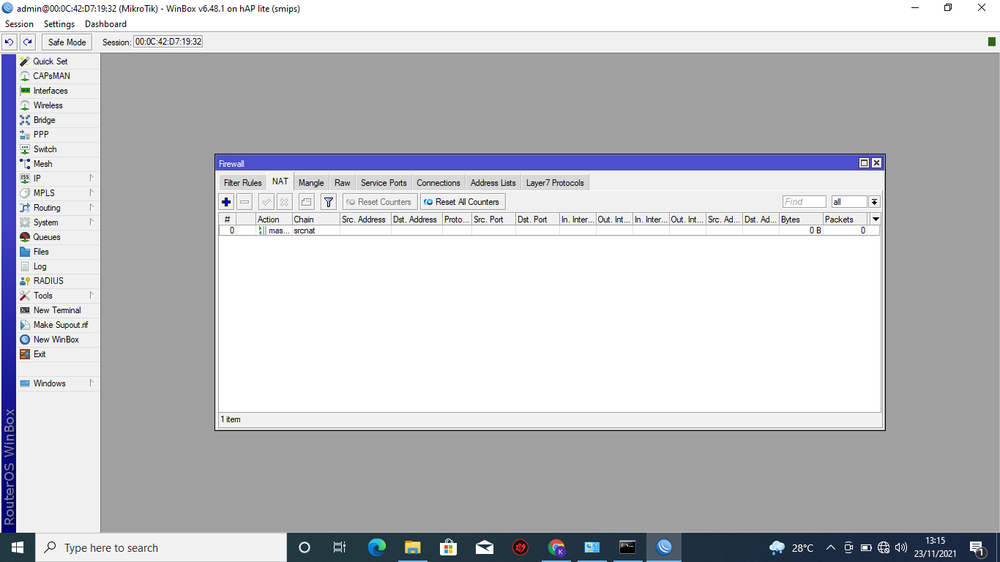 admin@00:0C:42:D7:19:32 (MikroTik) - WinBox v6.48.1 on hAP lite (smips)
Session Settings Dashboard
Safe Mode Session: 00:0C:42:D7:19:32
Quick Set
CAPsMAN
Interfaces
Wireless
Bridge
PPP
Switch
Mesh
IP
MPLS
Routing
System
Queues
Files
Log
RADIUS
Tools
New Terminal
Make Supout.rif
New WinBox
Exit
Windows
RouterOS WinBox
Firewall
Filter Rules NAT Mangle Raw Service Ports Connections Address Lists Layer7 Protocols
Reset Counters Reset All Counters Find all
# Action Chain Src. Address Dst. Address Proto... Src. Port Dst. Port In. Inter... Out. Int... In. Inter... Out. Int... Src. Ad... Dst. Ad... Bytes Packets
0 mas... srcnat 0 B 0
1 item
Type here to search
28°C
13:15
23/11/2021
1